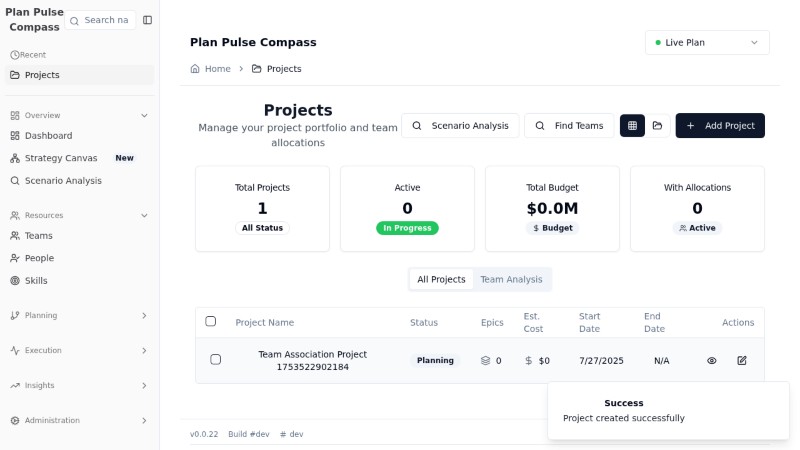 Plan Pulse
Compass
Search na
Recent
Projects
Overview
Dashboard
Strategy Canvas New
Scenario Analysis
Resources
Teams
People
Skills
Planning
Execution
Insights
Administration
Plan Pulse Compass
Live Plan
Home > Projects
Projects
Manage your project portfolio and team
allocations
Scenario Analysis
Find Teams
Add Project
Total Projects
1
All Status
Active
0
In Progress
Total Budget
$0.0M
$ Budget
With Allocations
0
Active
All Projects
Team Analysis
Project Name Status Epics Est. Cost Start Date End Date Actions
Team Association Project
1753522902184
Planning 0 $ $0 7/27/2025 N/A
Success
Project created successfully
v0.0.22 Build #dev # dev